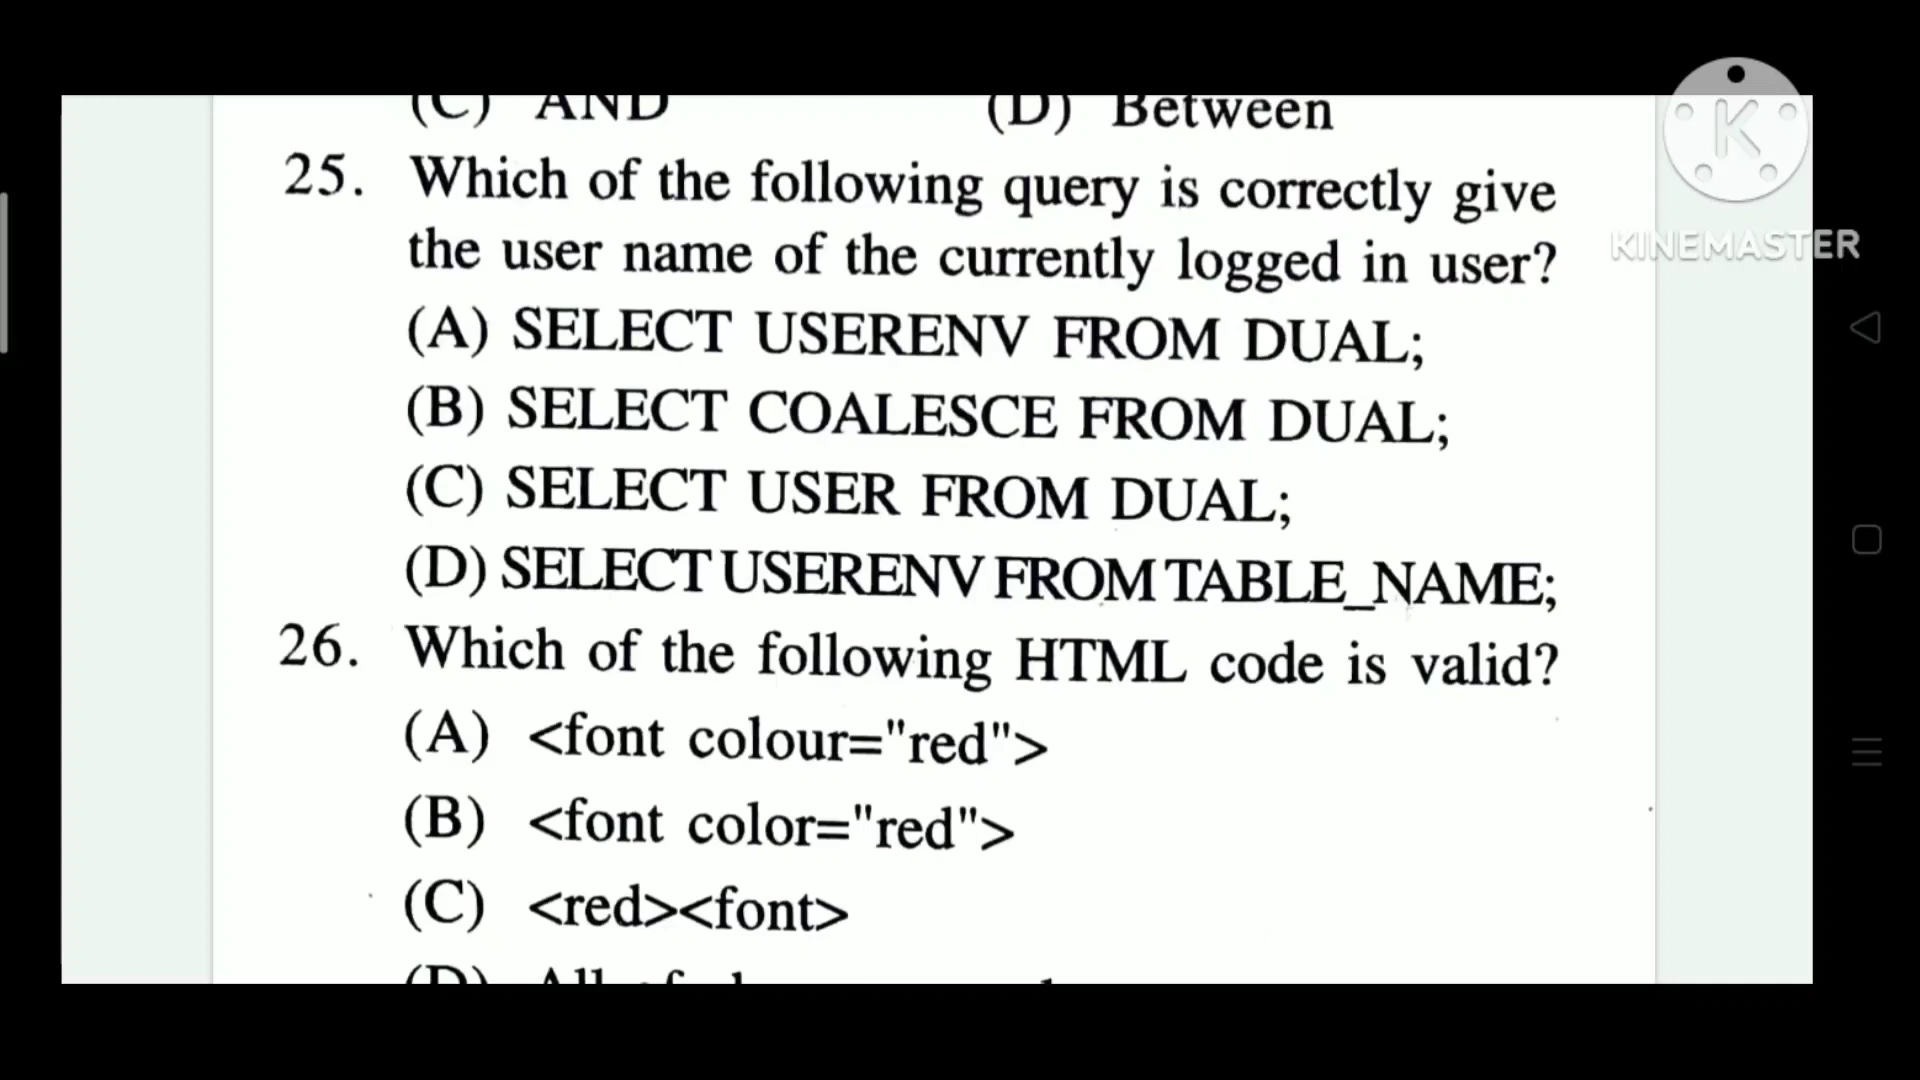 (C) AND (D) Between
25. Which of the following query is correctly give
the user name of the currently logged in user?
(A) SELECT USERENV FROM DUAL;
(B) SELECT COALESCE FROM DUAL;
(C) SELECT USER FROM DUAL;
(D) SELECT USERENV FROM TABLE_NAME;
26. Which of the following HTML code is valid?
(A) <font colour="red">
(B) <font color="red">
(C) <red><font>
(D) All of
K
KINEMASTER